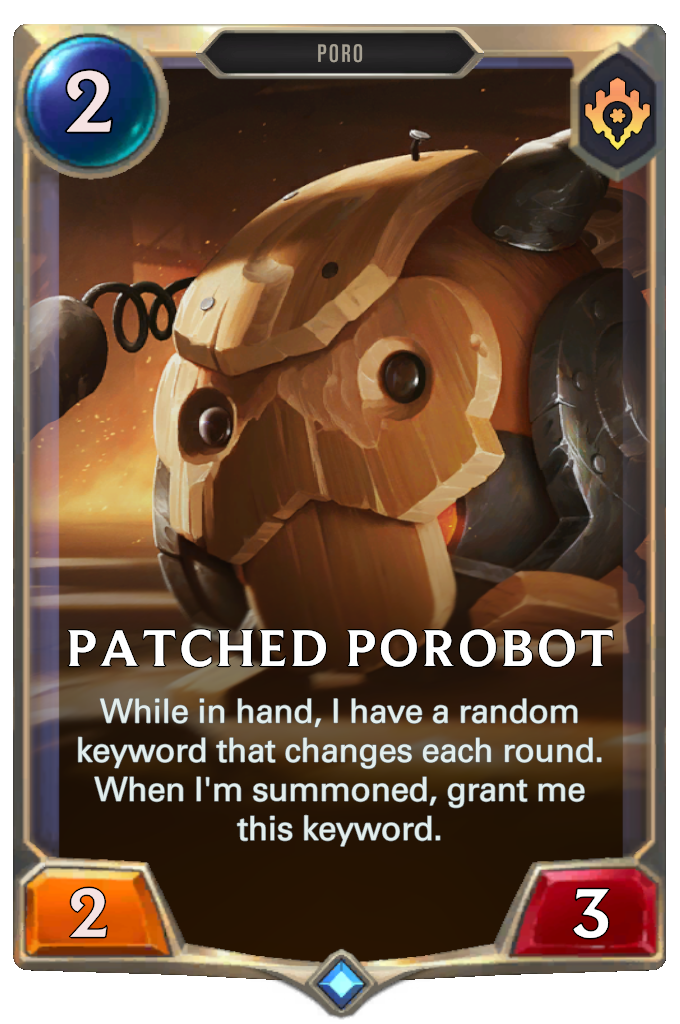 2
PORO
PATCHED POROBOT
While in hand, I have a random
keyword that changes each round.
When I'm summoned, grant me
this keyword.
2
3